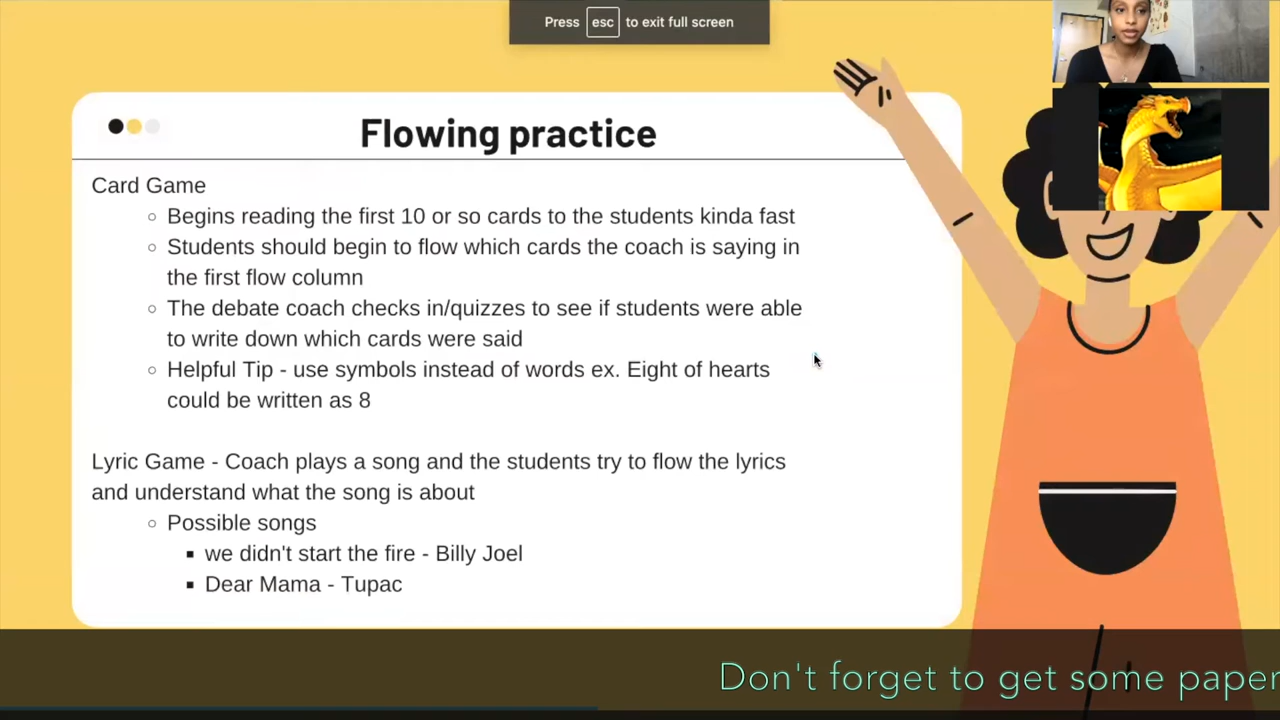 Press esc to exit full screen
Flowing practice
Card Game
Begins reading the first 10 or so cards to the students kinda fast
Students should begin to flow which cards the coach is saying in
the first flow column
The debate coach checks in/quizzes to see if students were able
to write down which cards were said
Helpful Tip - use symbols instead of words ex. Eight of hearts
could be written as 8
Lyric Game - Coach plays a song and the students try to flow the lyrics
and understand what the song is about
Possible songs
we didn't start the fire - Billy Joel
Dear Mama - Tupac
Don't forget to get some paper